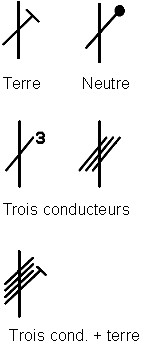 Terre Neutre
3
Trois conducteurs
Trois cond. + terre